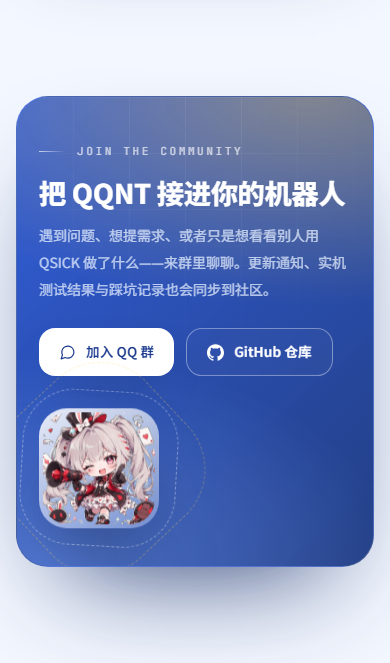 JOIN THE COMMUNITY
把 QQNT 接进你的机器人
遇到问题、想提需求、或者只是想看看别人用
QSICK 做了什么——来群里聊聊。更新通知、实机
测试结果与踩坑记录也会同步到社区。
加入 QQ 群
GitHub 仓库